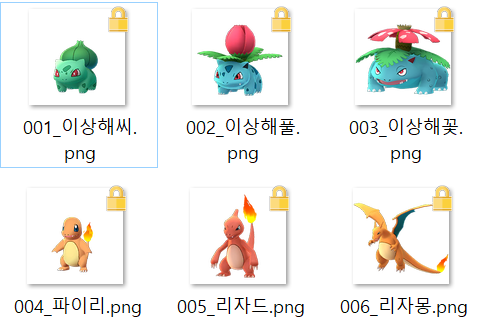 001_이상해씨.
png
002_이상해풀.
png
003_이상해꽃.
png
004_파이리.png
005_리자드.png
006_리자몽.png